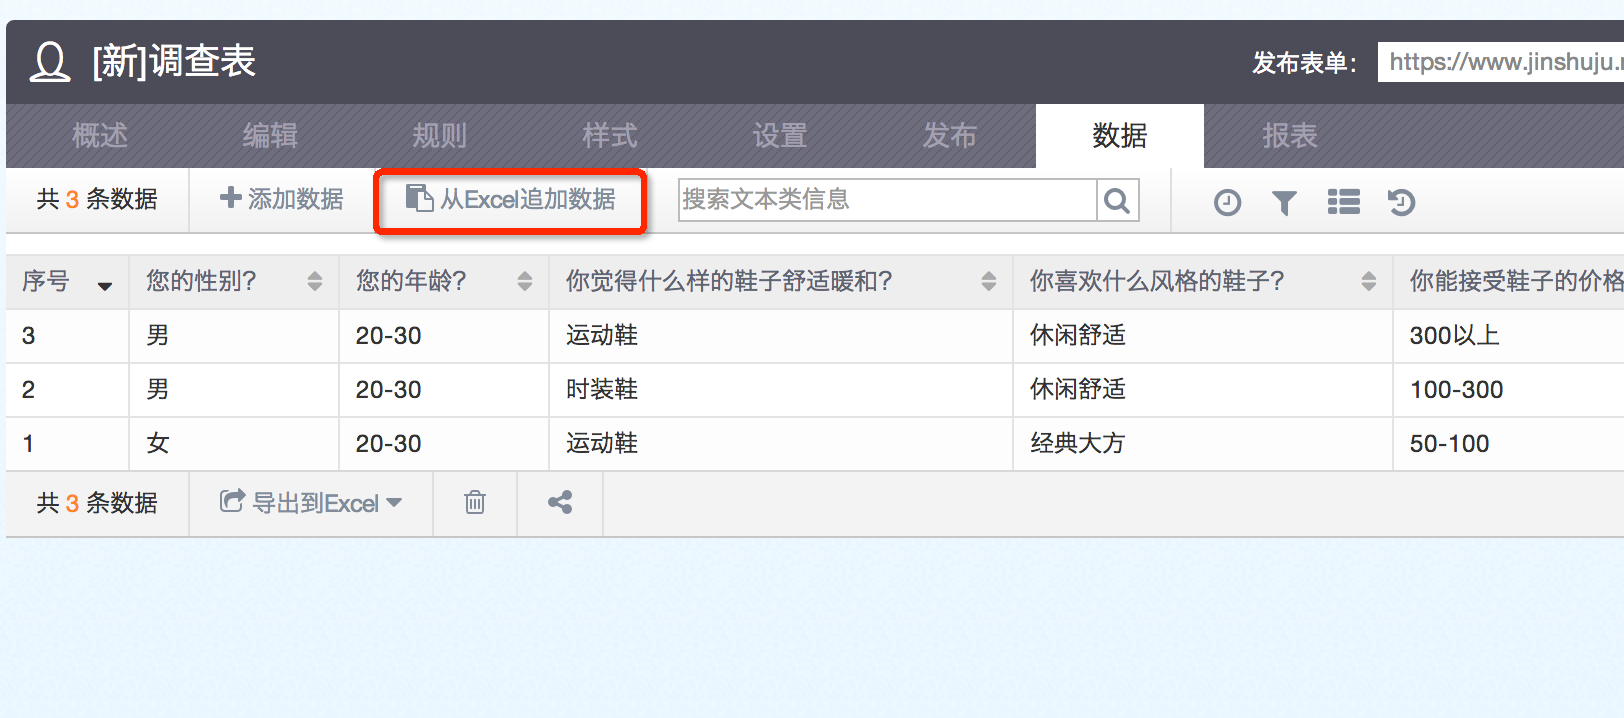 [新]调查表 发布表单： https://www.jinshuju.
概述 编辑 规则 样式 设置 发布 数据 报表
共 3 条数据 添加数据 从Excel追加数据 搜索文本类信息
序号 您的性别? 您的年龄? 你觉得什么样的鞋子舒适暖和? 你喜欢什么风格的鞋子? 你能接受鞋子的价格
3 男 20-30 运动鞋 休闲舒适 300以上
2 男 20-30 时装鞋 休闲舒适 100-300
1 女 20-30 运动鞋 经典大方 50-100
共 3 条数据 导出到Excel